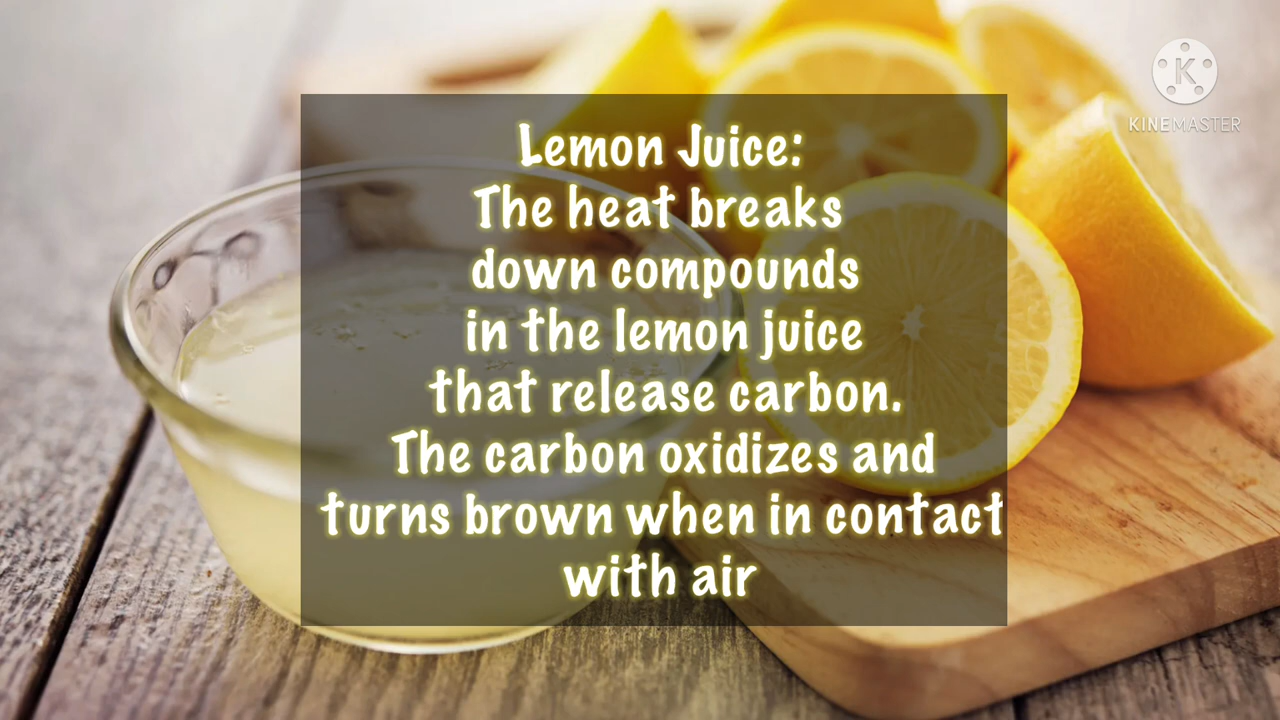 Lemon Juice:
The heat breaks
down compounds
in the lemon juice
that release carbon.
The carbon oxidizes and
turns brown when in contact
with air
K
KINEMASTER